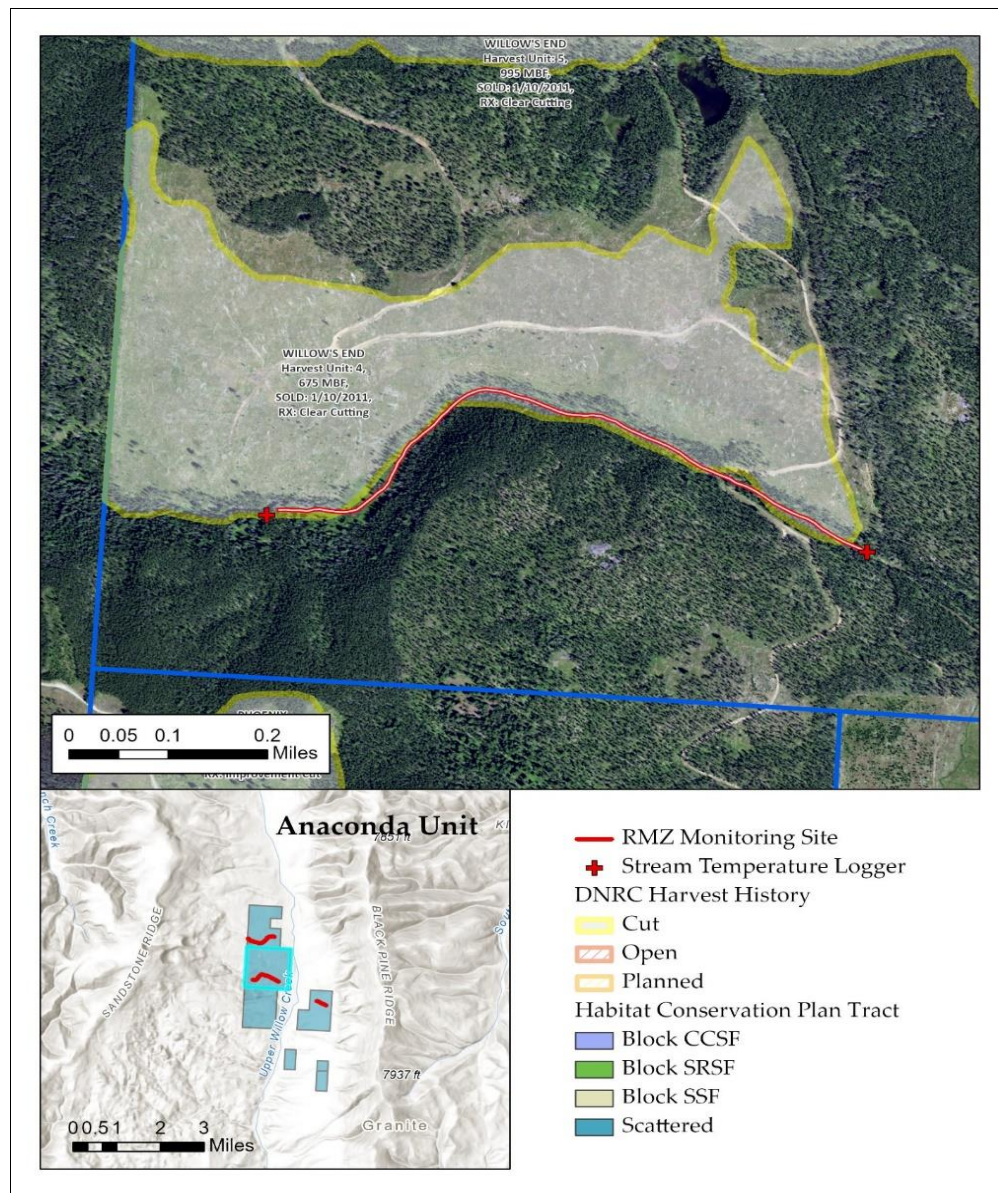 WILLOW'S END
Harvest Unit: 5,
995 MBF,
SOLD: 1/10/2011,
RX: Clear Cutting
WILLOW'S END
Harvest Unit: 4,
675 MBF,
SOLD: 1/10/2011,
RX: Clear Cutting
0 0.05 0.1 0.2
Miles
RX: Improvement Cut
Anaconda Unit
nch Creek
7851 ft
SANDSTONE RIDGE
BLACK PINE RIDGE
Upper Willow Creek
7937 ft
Granite
0 0.5 1 2 3
Miles
RMZ Monitoring Site
Stream Temperature Logger
DNRC Harvest History
Cut
Open
Planned
Habitat Conservation Plan Tract
Block CCSF
Block SRSF
Block SSF
Scattered